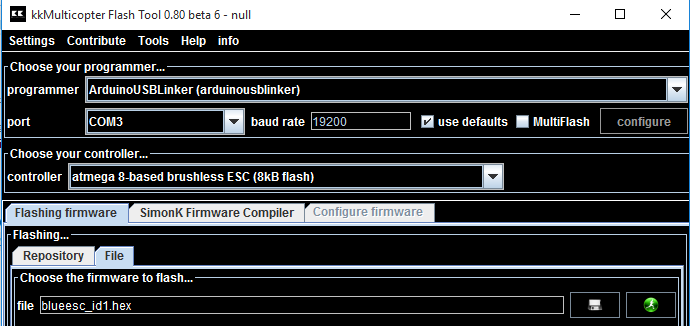 KK kkMulticopter Flash Tool 0.80 beta 6 - null
Settings Contribute Tools Help info
Choose your programmer...
programmer ArduinoUSBLinker (arduinousblinker)
port COM3 baud rate 19200 use defaults MultiFlash configure
Choose your controller...
controller atmega 8-based brushless ESC (8kB flash)
Flashing firmware SimonK Firmware Compiler Configure firmware
Flashing...
Repository File
Choose the firmware to flash...
file blueesc_id1.hex